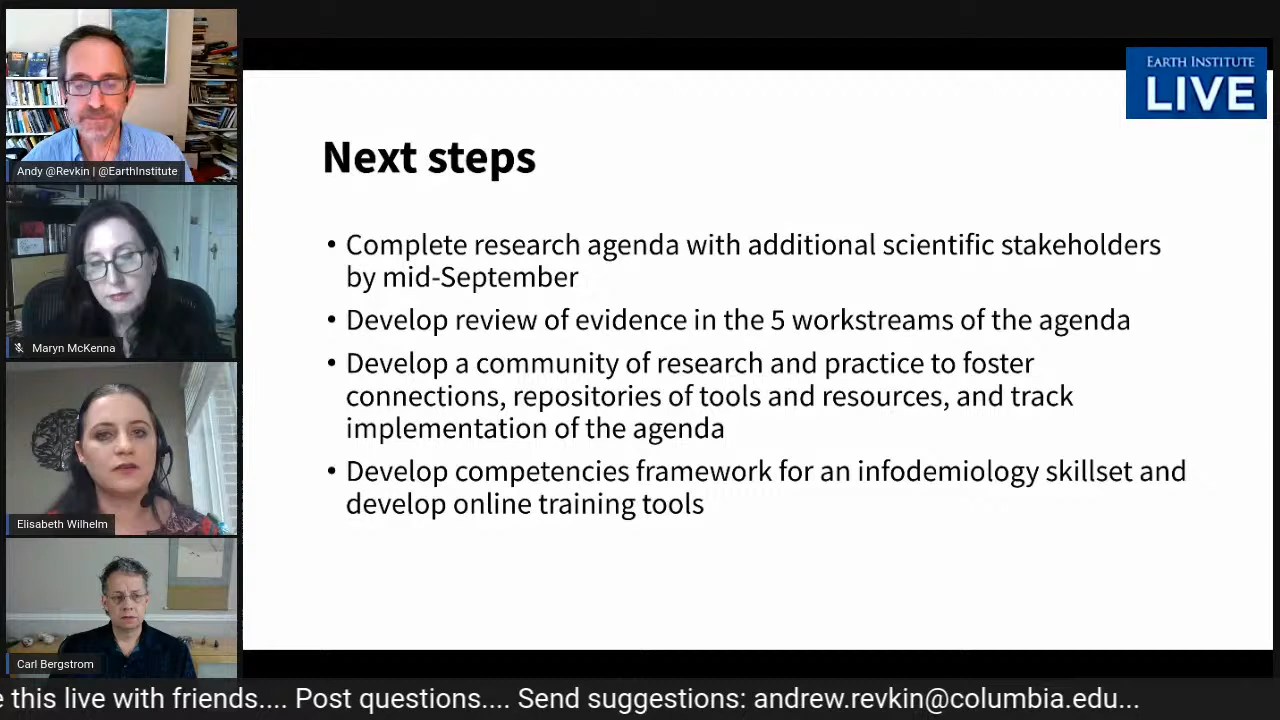 Andy @Revkin | @EarthInstitute
Maryn McKenna
Elisabeth Wilhelm
Carl Bergstrom
EARTH INSTITUTE
LIVE
Next steps
• Complete research agenda with additional scientific stakeholders
by mid-September
• Develop review of evidence in the 5 workstreams of the agenda
• Develop a community of research and practice to foster
connections, repositories of tools and resources, and track
implementation of the agenda
• Develop competencies framework for an infodemiology skillset and
develop online training tools
this live with friends.... Post questions.... Send suggestions: andrew.revkin@columbia.edu...